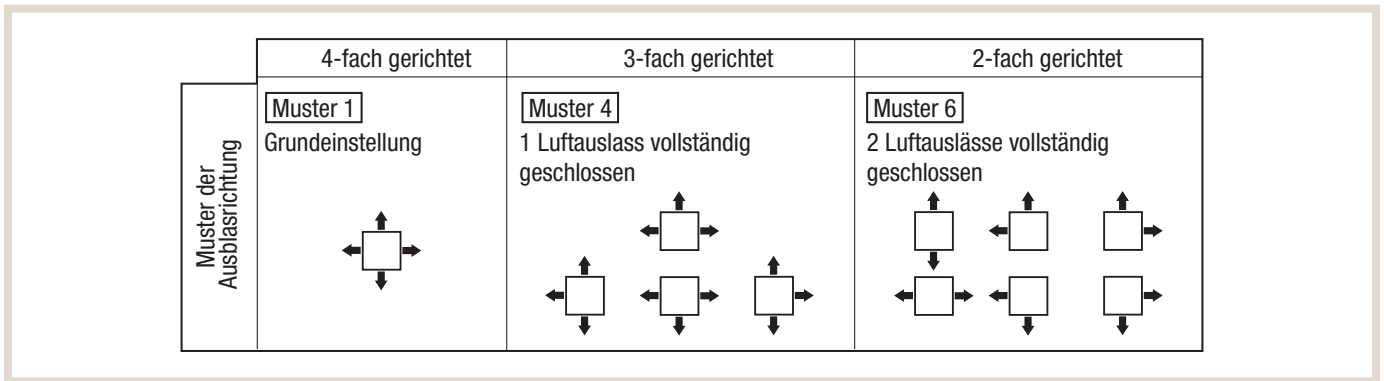 4-fach gerichtet
3-fach gerichtet
2-fach gerichtet
Muster der
Ausblasrichtung
Muster 1
Grundeinstellung
Muster 4
1 Luftauslass vollständig
geschlossen
Muster 6
2 Luftauslässe vollständig
geschlossen